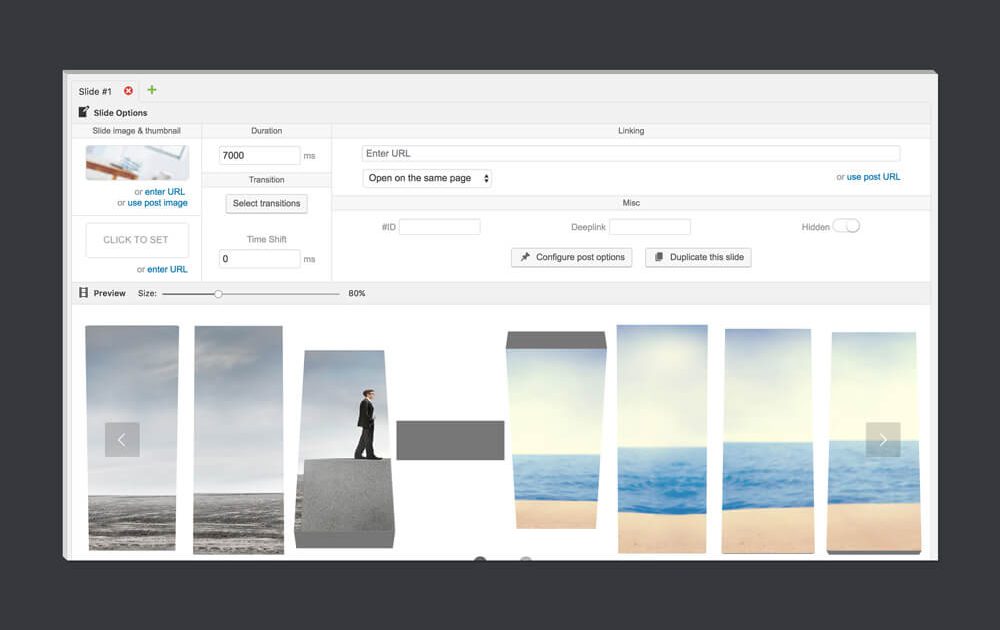 Slide #1
Slide Options
Slide image & thumbnail
Duration
Linking
7000 ms
Enter URL
Transition
Open on the same page
or use post URL
or enter URL
or use post image
Select transitions
Misc
#ID
Deeplink
Hidden
CLICK TO SET
Time Shift
0 ms
Configure post options
Duplicate this slide
or enter URL
Preview
Size:
80%